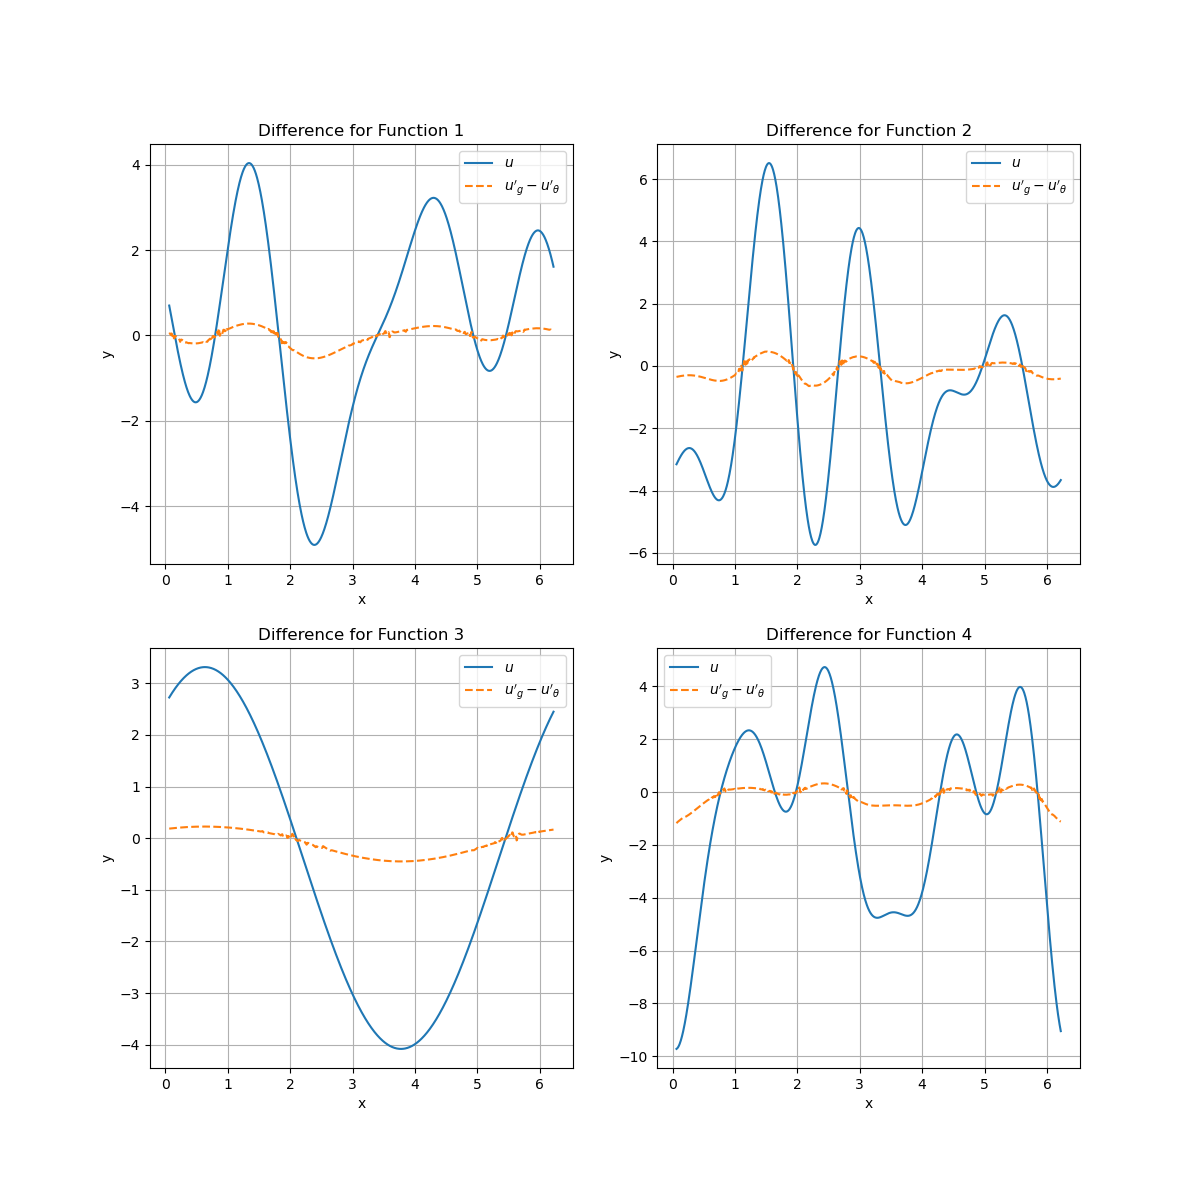 Difference for Function 1
u
u'g − u'θ
4
2
0
−2
−4
y
0 1 2 3 4 5 6
x
Difference for Function 2
u
u'g − u'θ
6
4
2
0
−2
−4
−6
y
0 1 2 3 4 5 6
x
Difference for Function 3
u
u'g − u'θ
3
2
1
0
−1
−2
−3
−4
y
0 1 2 3 4 5 6
x
Difference for Function 4
u
u'g − u'θ
4
2
0
−2
−4
−6
−8
−10
y
0 1 2 3 4 5 6
x